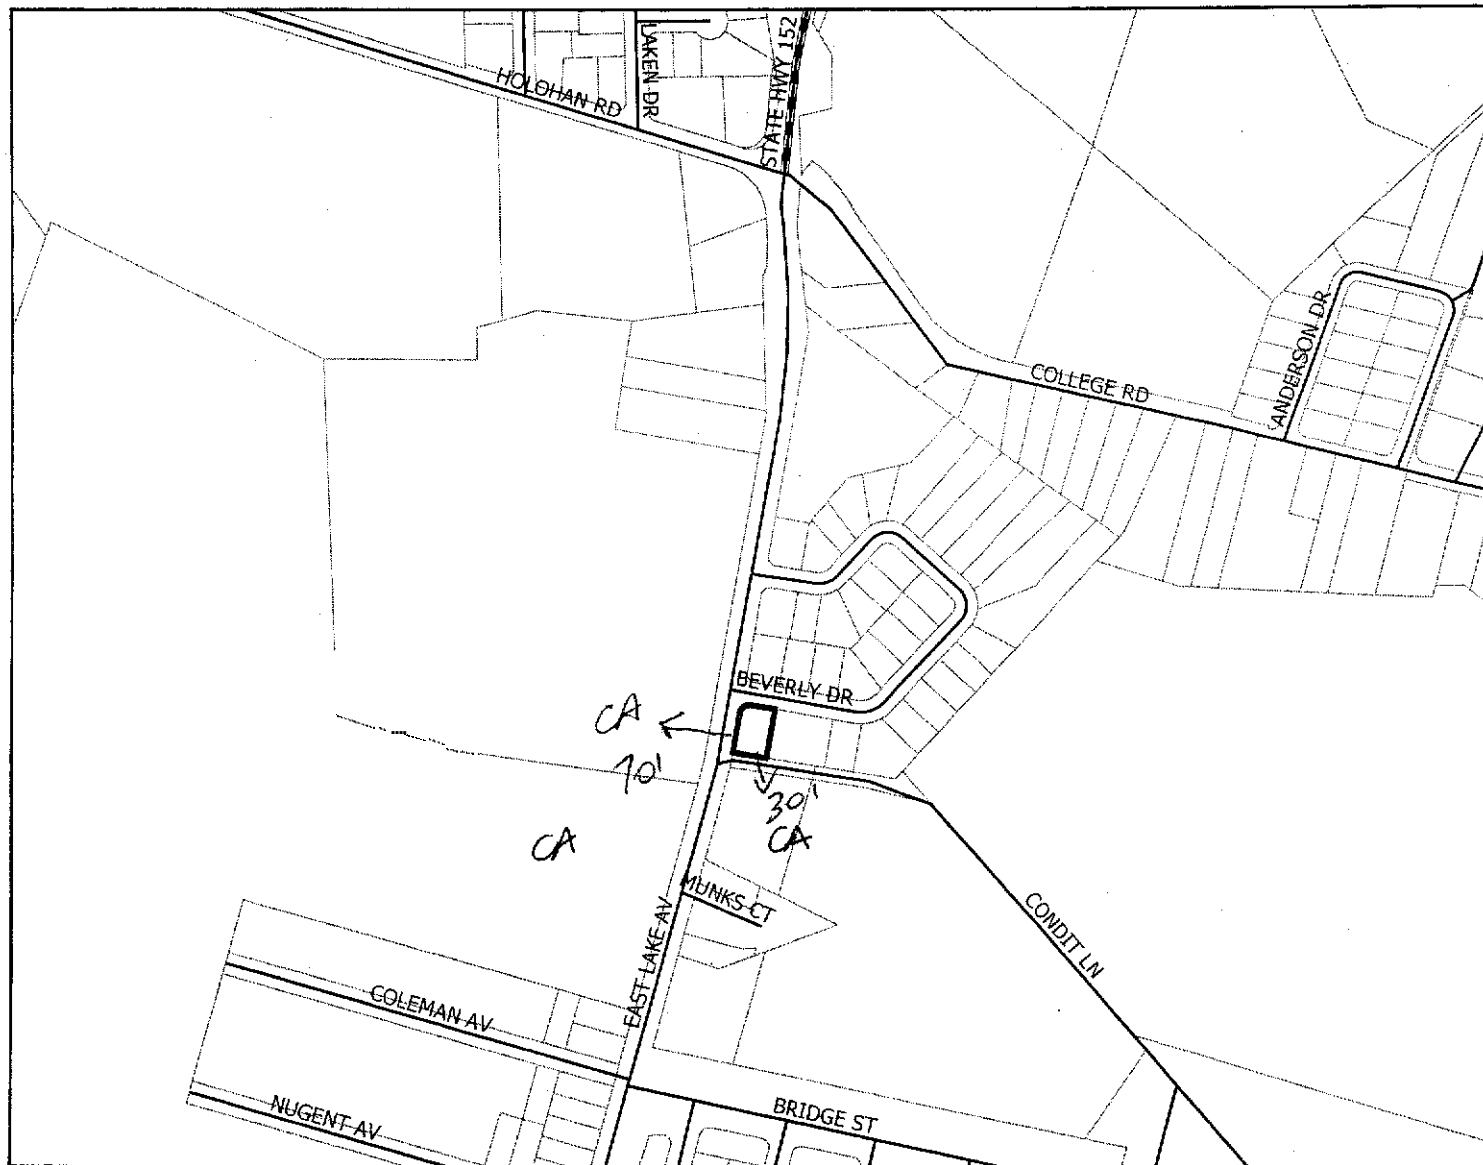 STATE HWY 152
LAKEN DR
HOLOHAN RD
COLLEGE RD
ANDERSON DR
BEVERLY DR
CA
70'
30'
CA
CA
MUNKS CT
EAST LAKE AV
CONDIT LN
COLEMAN AV
BRIDGE ST
NUGENT AV